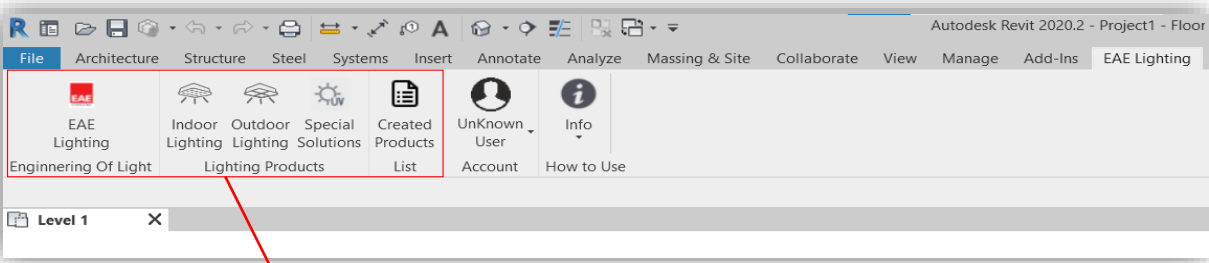 Autodesk Revit 2020.2 - Project1 - Floor
File Architecture Structure Steel Systems Insert Annotate Analyze Massing & Site Collaborate View Manage Add-Ins EAE Lighting
EAE
UV
EAE Indoor Outdoor Special Created UnKnown Info
Lighting Lighting Lighting Solutions Products User
Enginnering Of Light Lighting Products List Account How to Use
Level 1